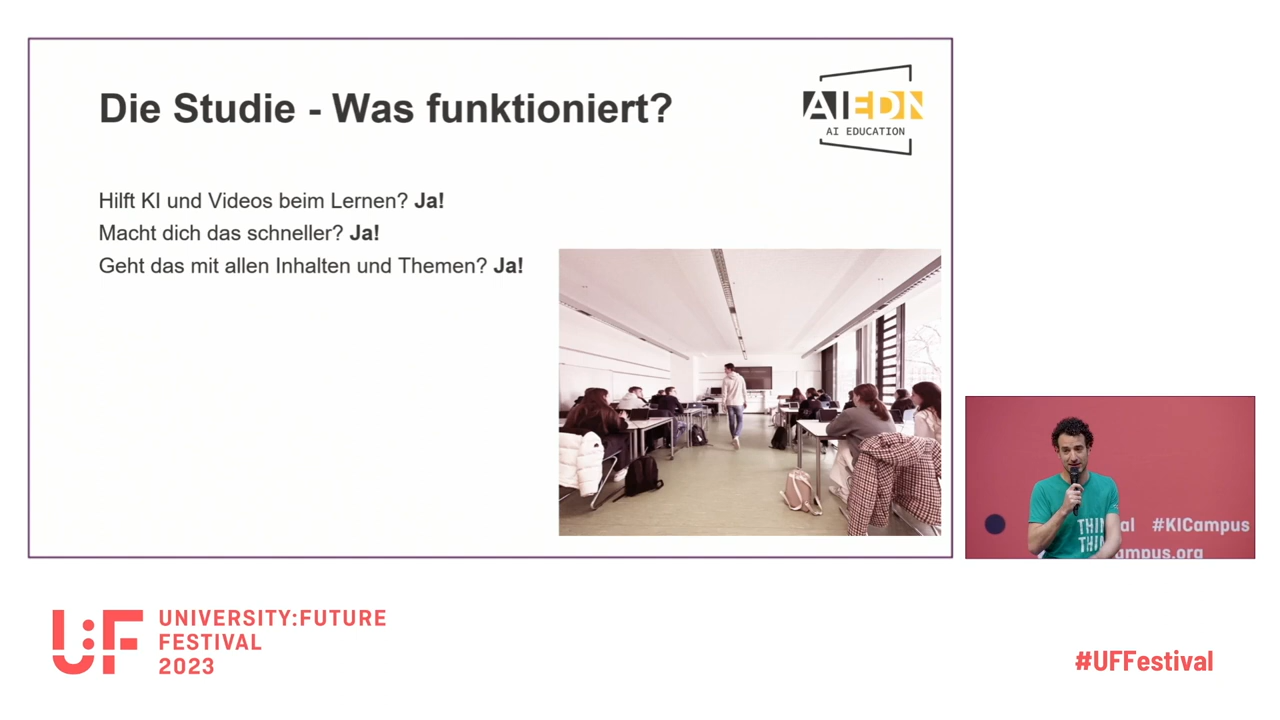 Die Studie - Was funktioniert?
AIEDN
AI EDUCATION
Hilft KI und Videos beim Lernen? Ja!
Macht dich das schneller? Ja!
Geht das mit allen Inhalten und Themen? Ja!
#KICampus
U:F
UNIVERSITY:FUTURE
FESTIVAL
2023
#UFFestival